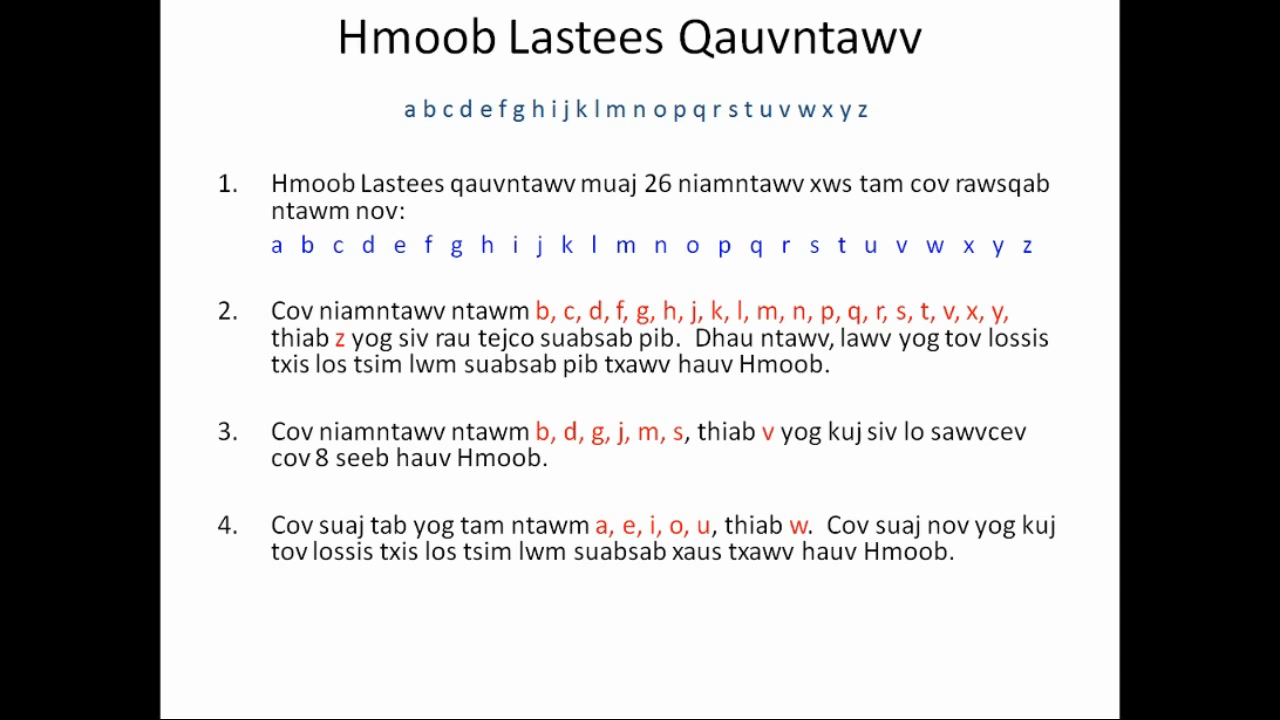 Hmoob Lastees Qauvntawv
a b c d e f g h i j k l m n o p q r s t u v w x y z
1. Hmoob Lastees qauvntawv muaj 26 niamntawv xws tam cov rawsqab
ntawm nov:
a b c d e f g h i j k l m n o p q r s t u v w x y z
2. Cov niamntawv ntawm b, c, d, f, g, h, j, k, l, m, n, p, q, r, s, t, v, x, y,
thiab z yog siv rau tejco suabsab pib. Dhau ntawv, lawv yog tov lossis
txis los tsim lwm suabsab pib txawv hauv Hmoob.
3. Cov niamntawv ntawm b, d, g, j, m, s, thiab v yog kuj siv lo sawvcev
cov 8 seeb hauv Hmoob.
4. Cov suaj tab yog tam ntawm a, e, i, o, u, thiab w. Cov suaj nov yog kuj
tov lossis txis los tsim lwm suabsab xaus txawv hauv Hmoob.